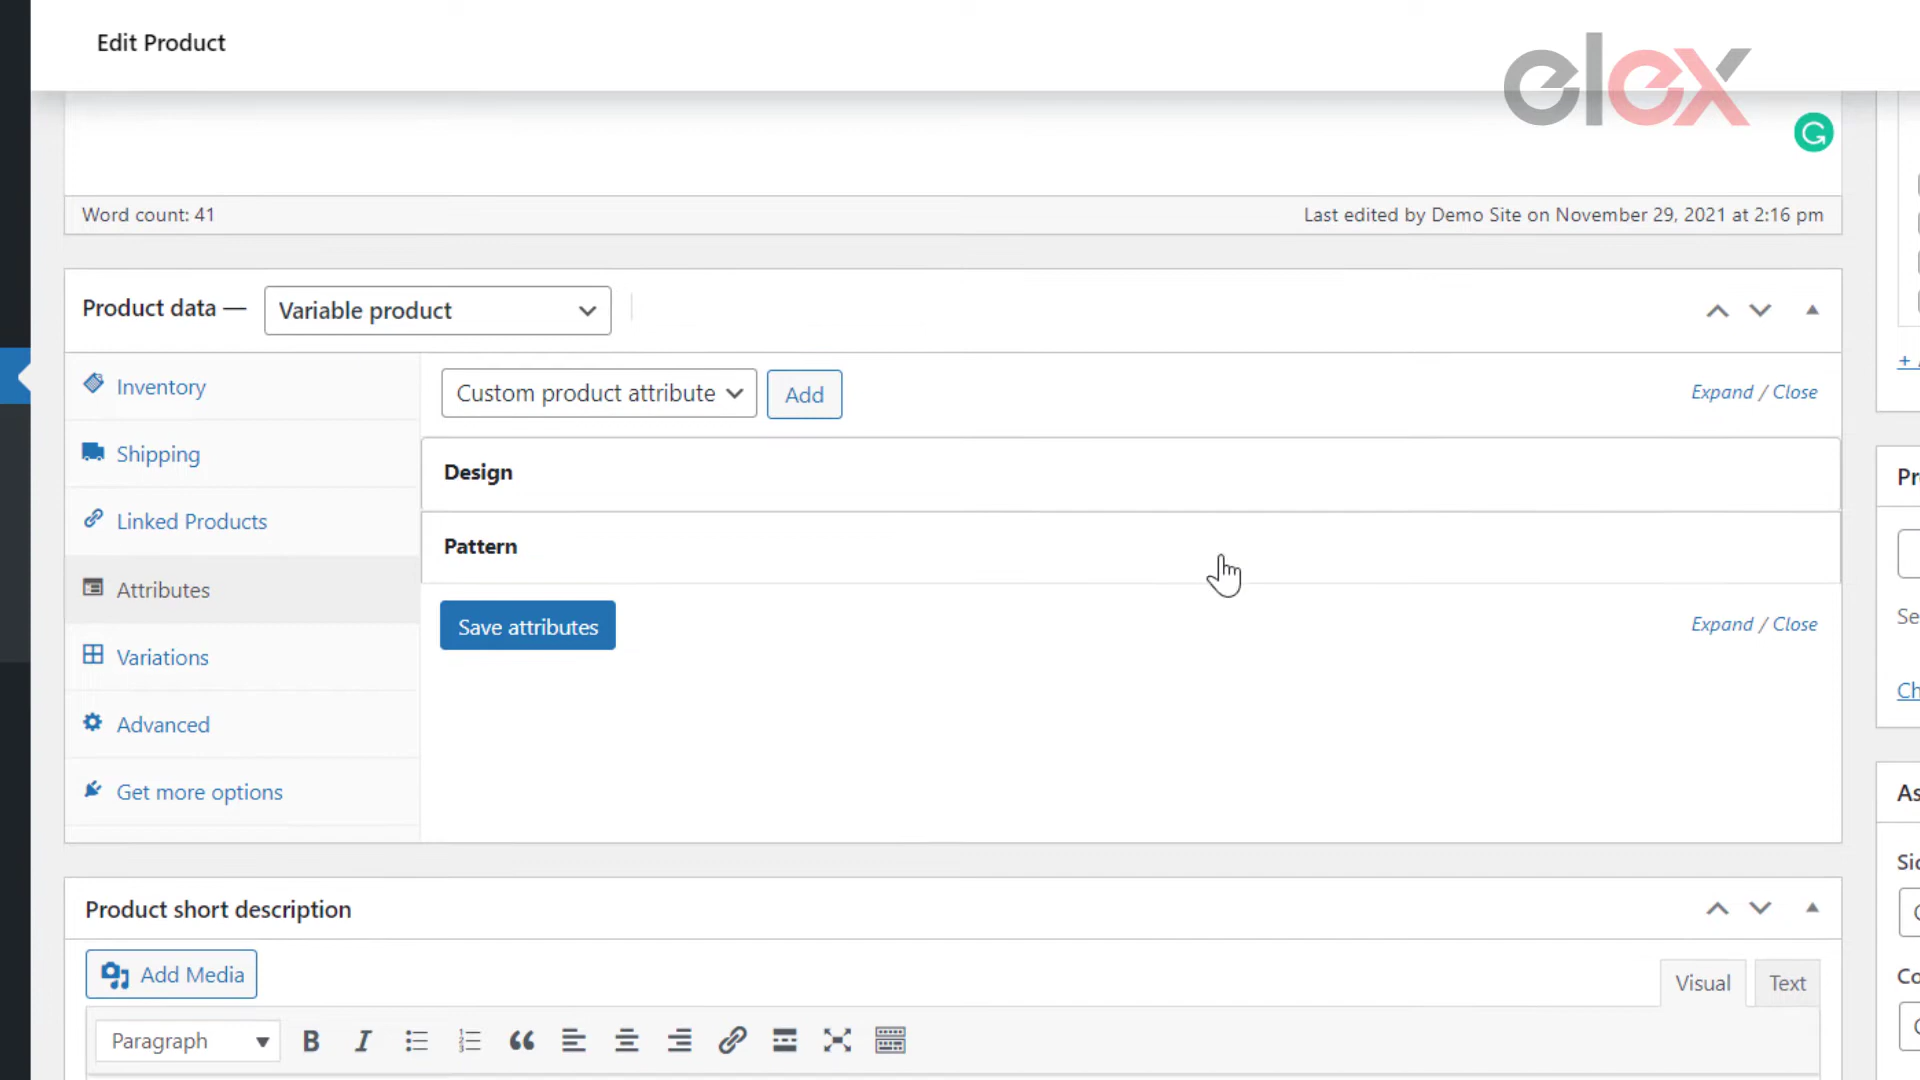 Edit Product
elex
Word count: 41
Last edited by Demo Site on November 29, 2021 at 2:16 pm
Product data —
Variable product
Inventory
Shipping
Linked Products
Attributes
Variations
Advanced
Get more options
Custom product attribute
Add
Expand / Close
Design
Pattern
Save attributes
Expand / Close
Product short description
Add Media
Visual
Text
Paragraph
B
I